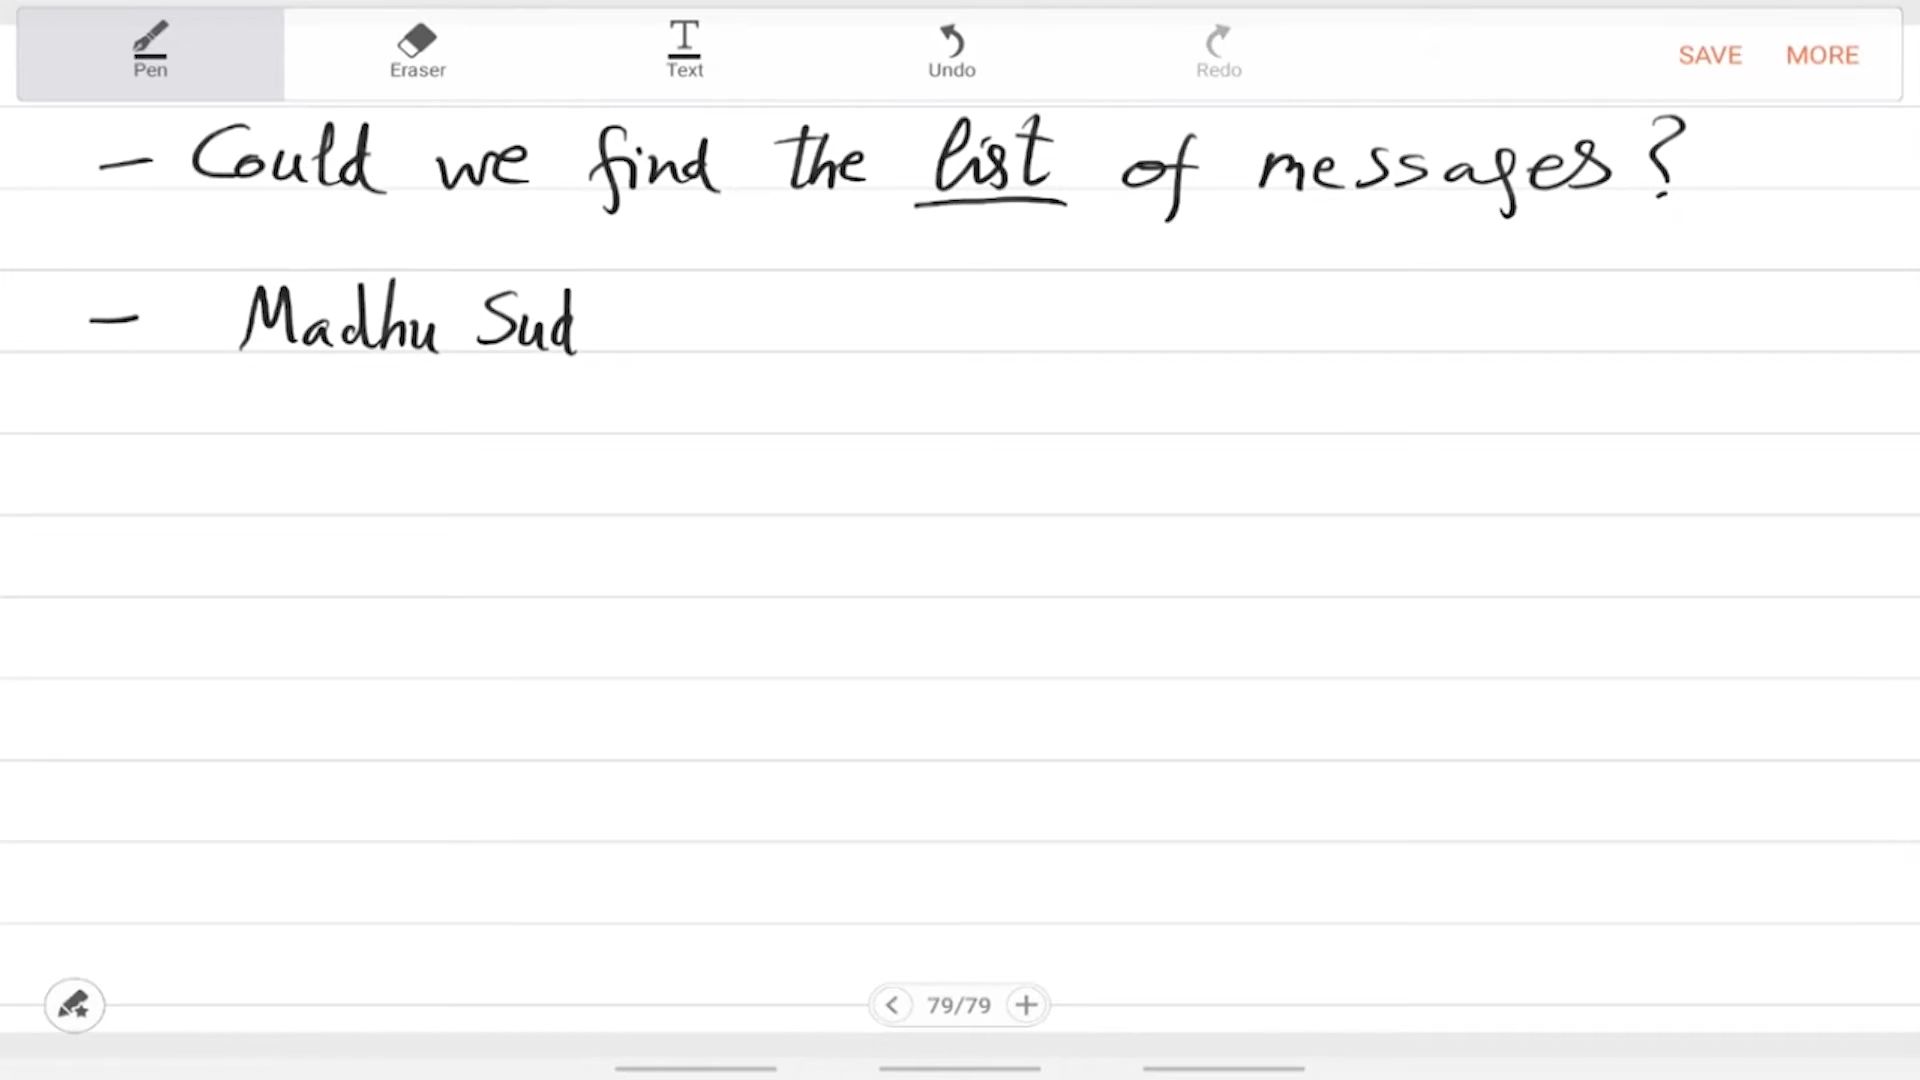 Pen Eraser Text Undo Redo SAVE MORE
- Could we find the list of messages?
- Madhu Sud
79/79